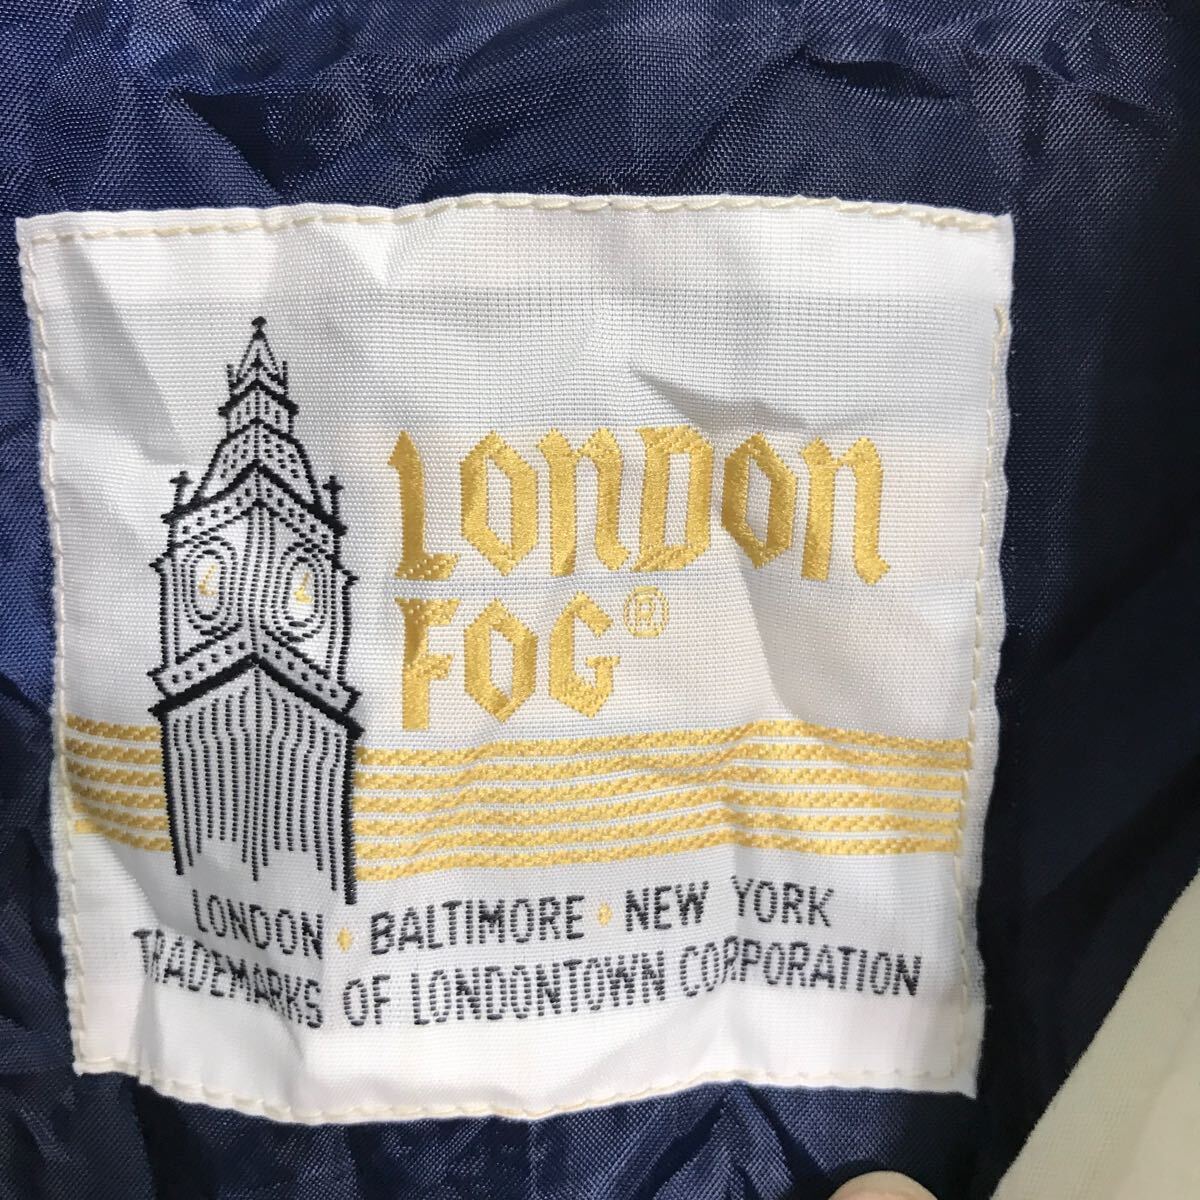 LONDON
FOG®
LONDON • BALTIMORE • NEW YORK
TRADEMARKS OF LONDONTOWN CORPORATION